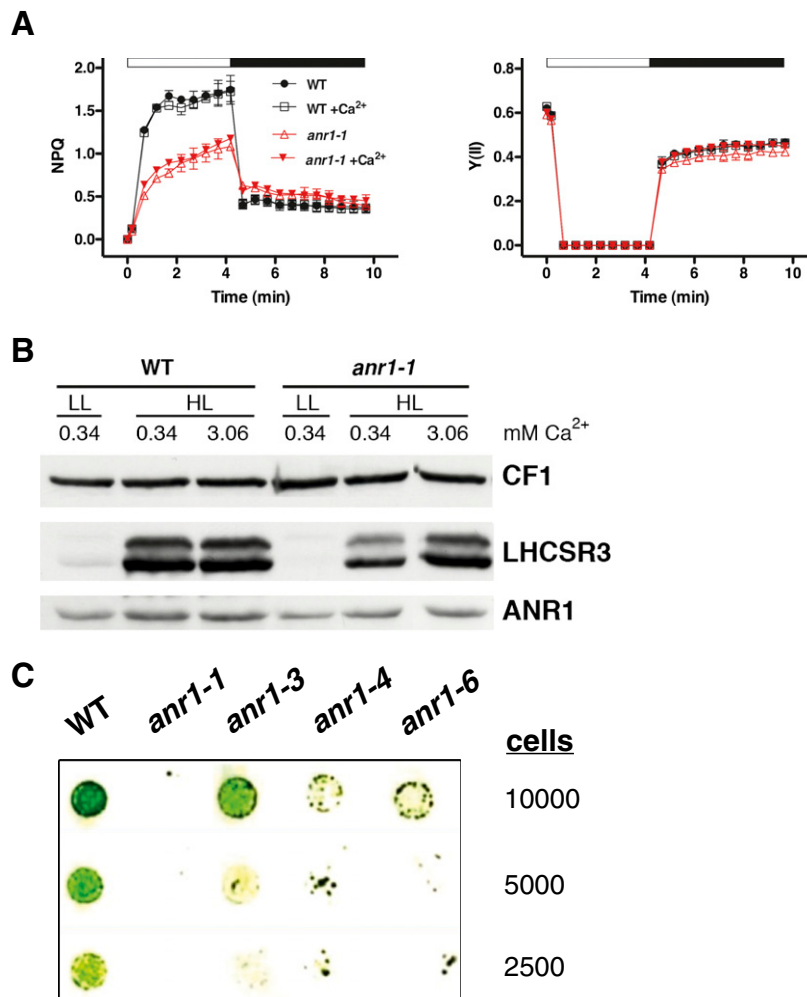 A
NPQ
2.0
1.5
1.0
0.5
0.0
0 2 4 6 8 10
Time (min)
WT
WT +Ca²⁺
anr1-1
anr1-1 +Ca²⁺
Y(II)
0.8
0.6
0.4
0.2
0.0
0 2 4 6 8 10
Time (min)
B
WT anr1-1
LL HL LL HL
0.34 0.34 3.06 0.34 0.34 3.06 mM Ca²⁺
CF1
LHCSR3
ANR1
C
WT anr1-1 anr1-3 anr1-4 anr1-6
cells
10000
5000
2500